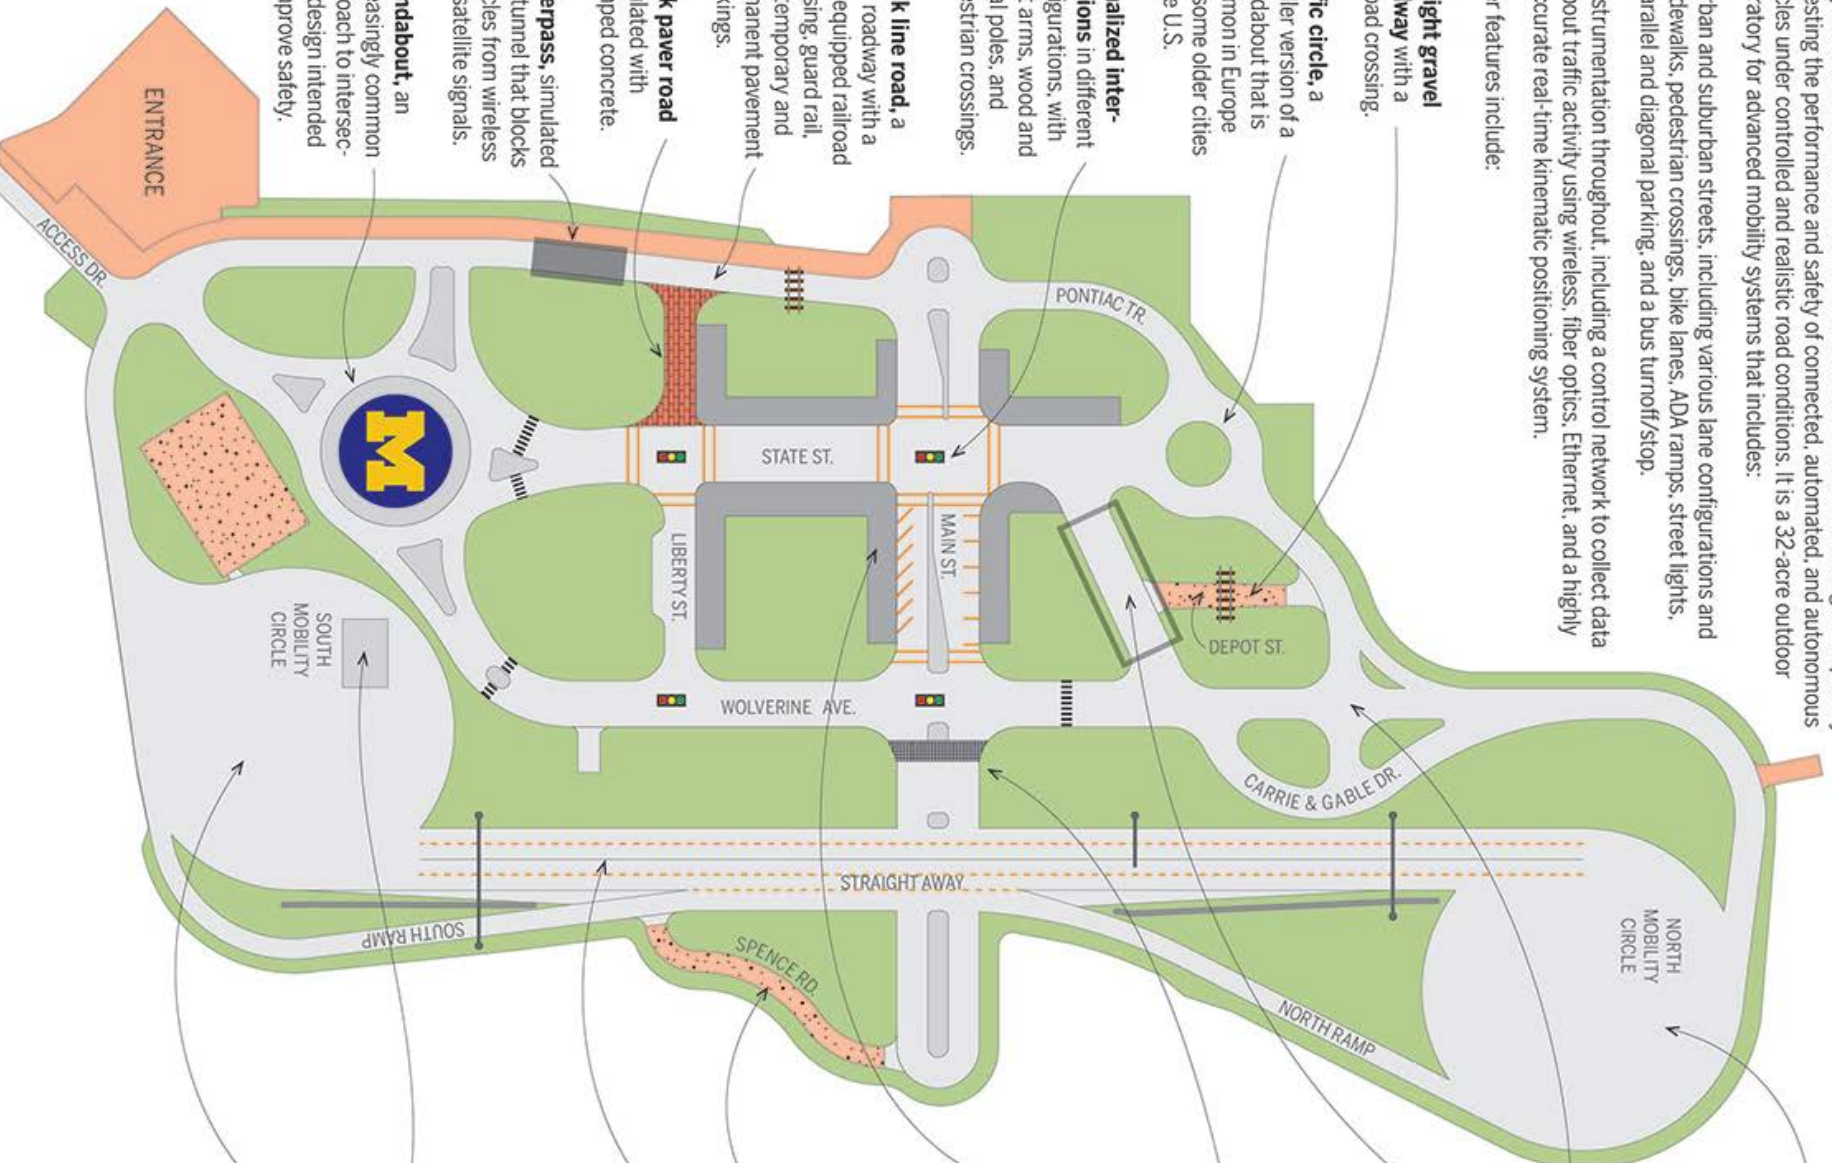 esting the performance and safety of connected, automated, and autonomous
cles under controlled and realistic road conditions. It is a 32-acre outdoor
ratory for advanced mobility systems that includes:
rban and suburban streets, including various lane configurations and
dewalks, pedestrian crossings, bike lanes, ADA ramps, street lights,
arallel and diagonal parking, and a bus turnoff/stop.
strumentation throughout, including a control network to collect data
bout traffic activity using wireless, fiber optics, Ethernet, and a highly
ccurate real-time kinematic positioning system.
r features include:
ight gravel
way with a
oad crossing.
ic circle, a
ler version of a
dabout that is
mon in Europe
some older cities
e U.S.
nalized inter-
ions in different
igurations, with
t arms, wood and
al poles, and
estrian crossings.
k line road, a
roadway with a
equipped railroad
sing, guard rail,
emporary and
nanent pavement
kings.
k paver road
lated with
ped concrete.
erpass, simulated
tunnel that blocks
cles from wireless
satellite signals.
ndabout, an
easingly common
oach to intersec-
design intended
prove safety.
ENTRANCE
ACCESS DR.
PONTIAC TR.
STATE ST.
MAIN ST.
LIBERTY ST.
DEPOT ST.
WOLVERINE AVE.
CARRIE & GABLE DR.
SOUTH
MOBILITY
CIRCLE
M
STRAIGHT AWAY
SOUTH RAMP
SPENCE RD.
NORTH RAMP
NORTH
MOBILITY
CIRCLE